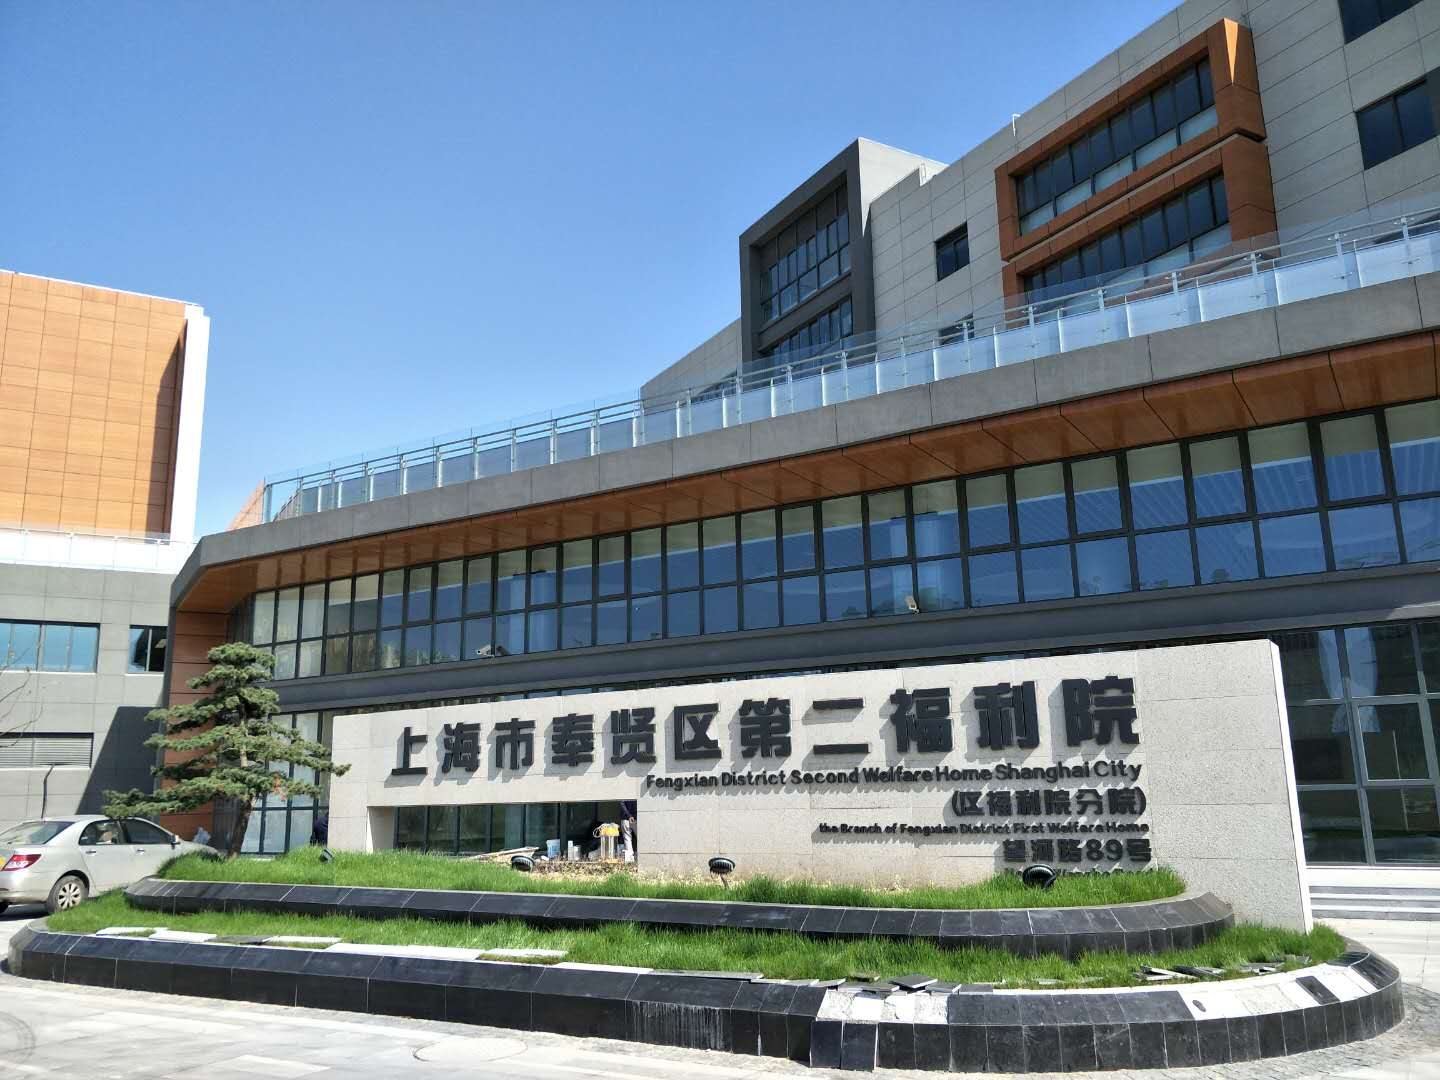 上海市奉贤区第二福利院
Fengxian District Second Welfare Home Shanghai City
(区福利院分院)
the Branch of Fengxian District First Welfare Home
望河路89号